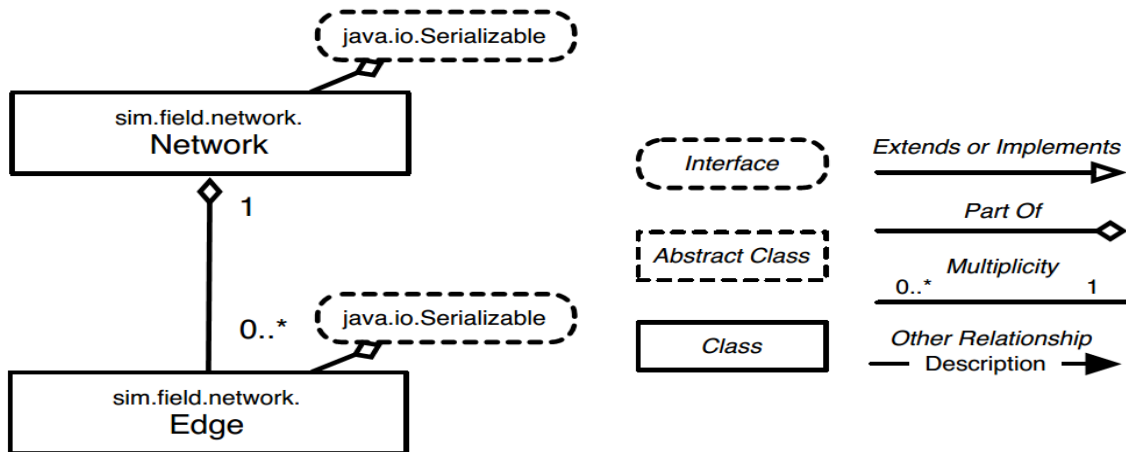 java.io.Serializable
sim.field.network.
Network
1
0..*
java.io.Serializable
sim.field.network.
Edge
Interface
Abstract Class
Class
Extends or Implements
Part Of
Multiplicity
0..* 1
Other Relationship
Description